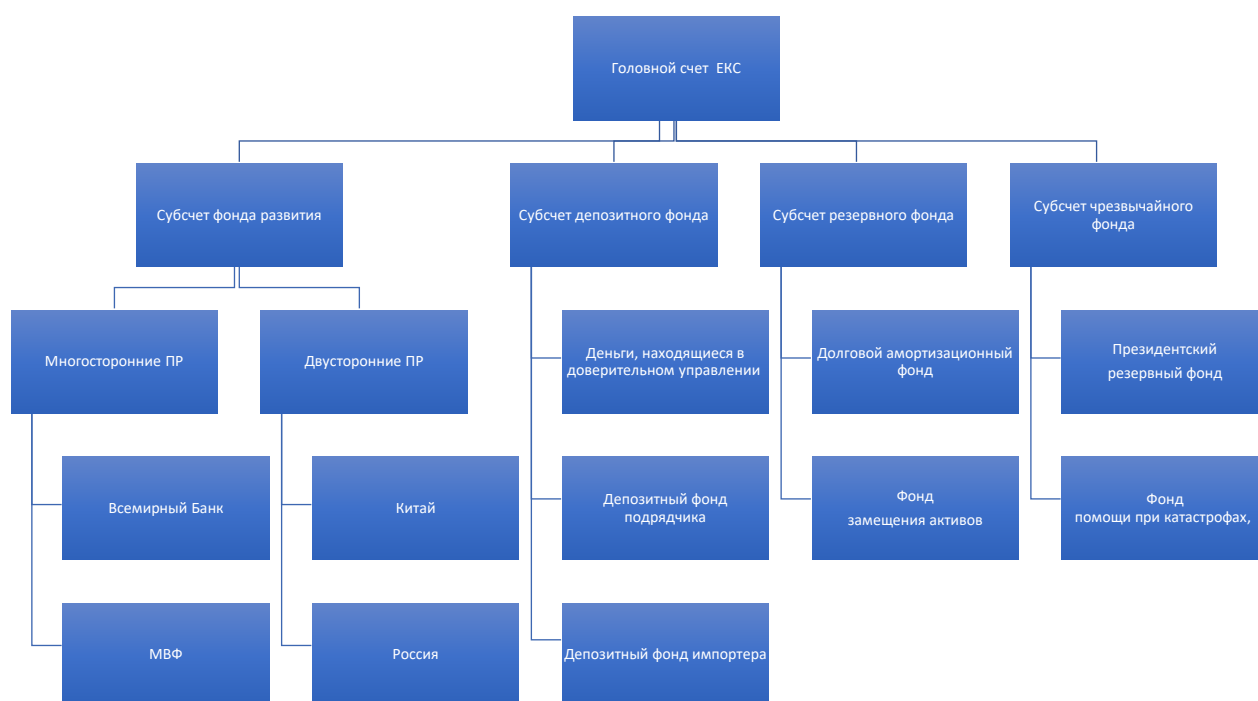 Головной счет ЕКС
Субсчет фонда развития
Субсчет депозитного фонда
Субсчет резервного фонда
Субсчет чрезвычайного
фонда
Многосторонние ПР
Двусторонние ПР
Деньги, находящиеся в
доверительном управлении
Долговой амортизационный
фонд
Президентский
резервный фонд
Всемирный Банк
Китай
Депозитный фонд
подрядчика
Фонд
замещения активов
Фонд
помощи при катастрофах,
МВФ
Россия
Депозитный фонд импортера